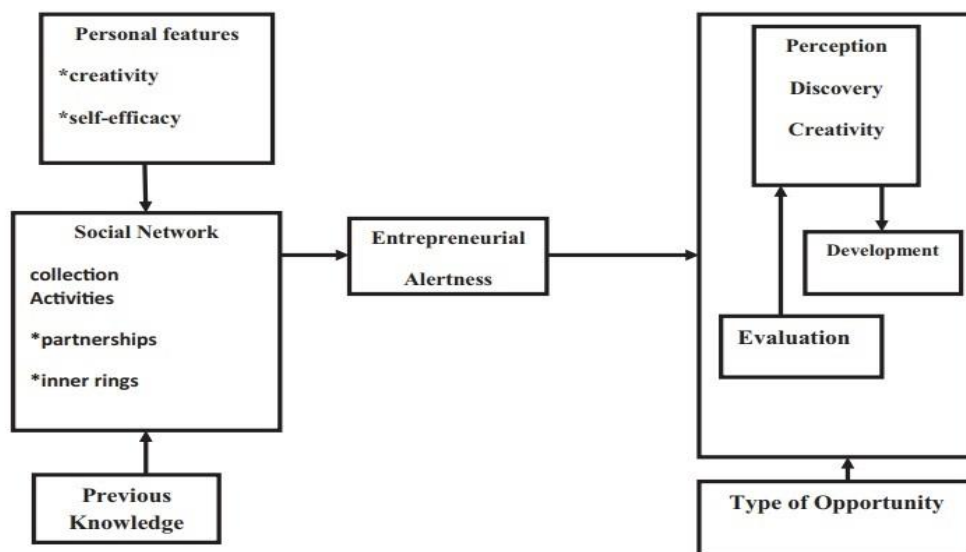 Personal features
*creativity
*self-efficacy
Social Network
collection
Activities
*partnerships
*inner rings
Previous
Knowledge
Entrepreneurial
Alertness
Perception
Discovery
Creativity
Development
Evaluation
Type of Opportunity